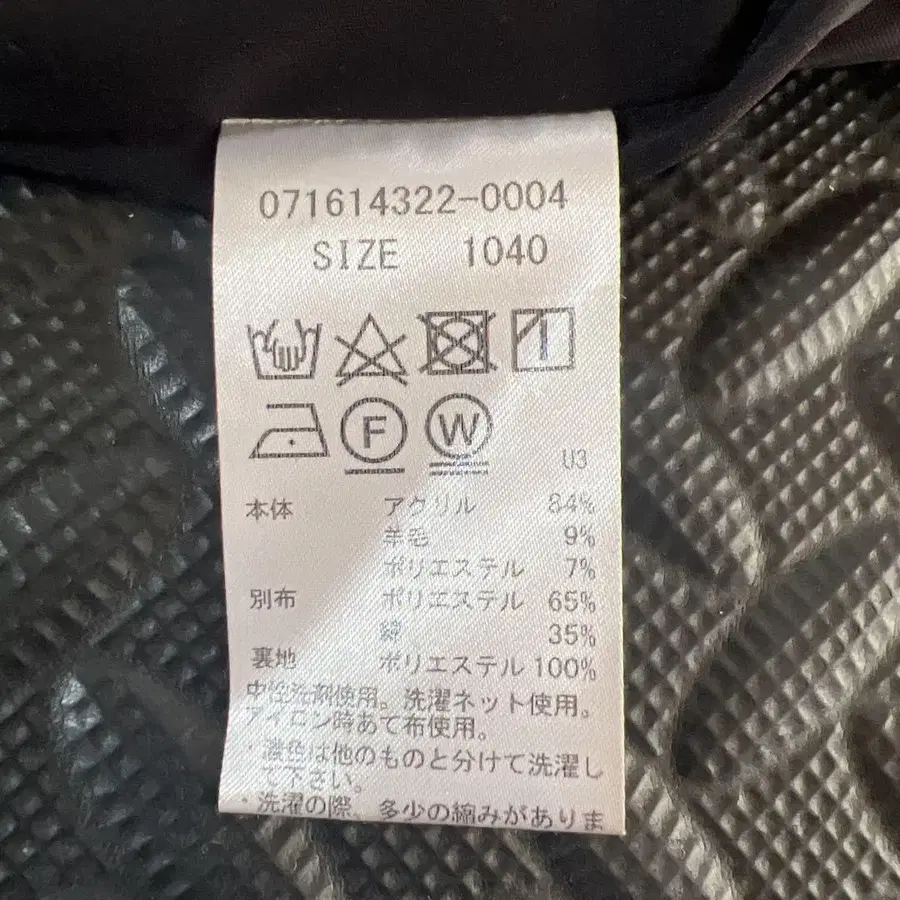 071614322-0004
SIZE 1040
F W
U3
本体 アクリル 84%
羊毛 9%
ポリエステル 7%
別布 ポリエステル 65%
綿 35%
裏地 ポリエステル 100%
中性洗剤使用。洗濯ネット使用。
アイロン時あて布使用。
・濃色は他のものと分けて洗濯し
て下さい。
・洗濯の際、多少の縮みがありま